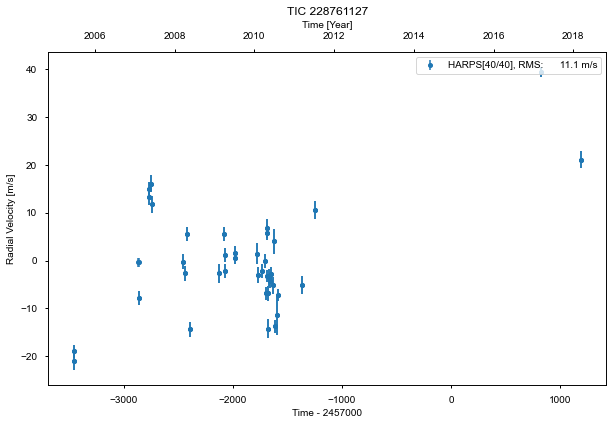 TIC 228761127
Time [Year]
2006 2008 2010 2012 2014 2016 2018
HARPS[40/40], RMS: 11.1 m/s
40
30
20
10
0
−10
−20
Radial Velocity [m/s]
−3000 −2000 −1000 0 1000
Time - 2457000